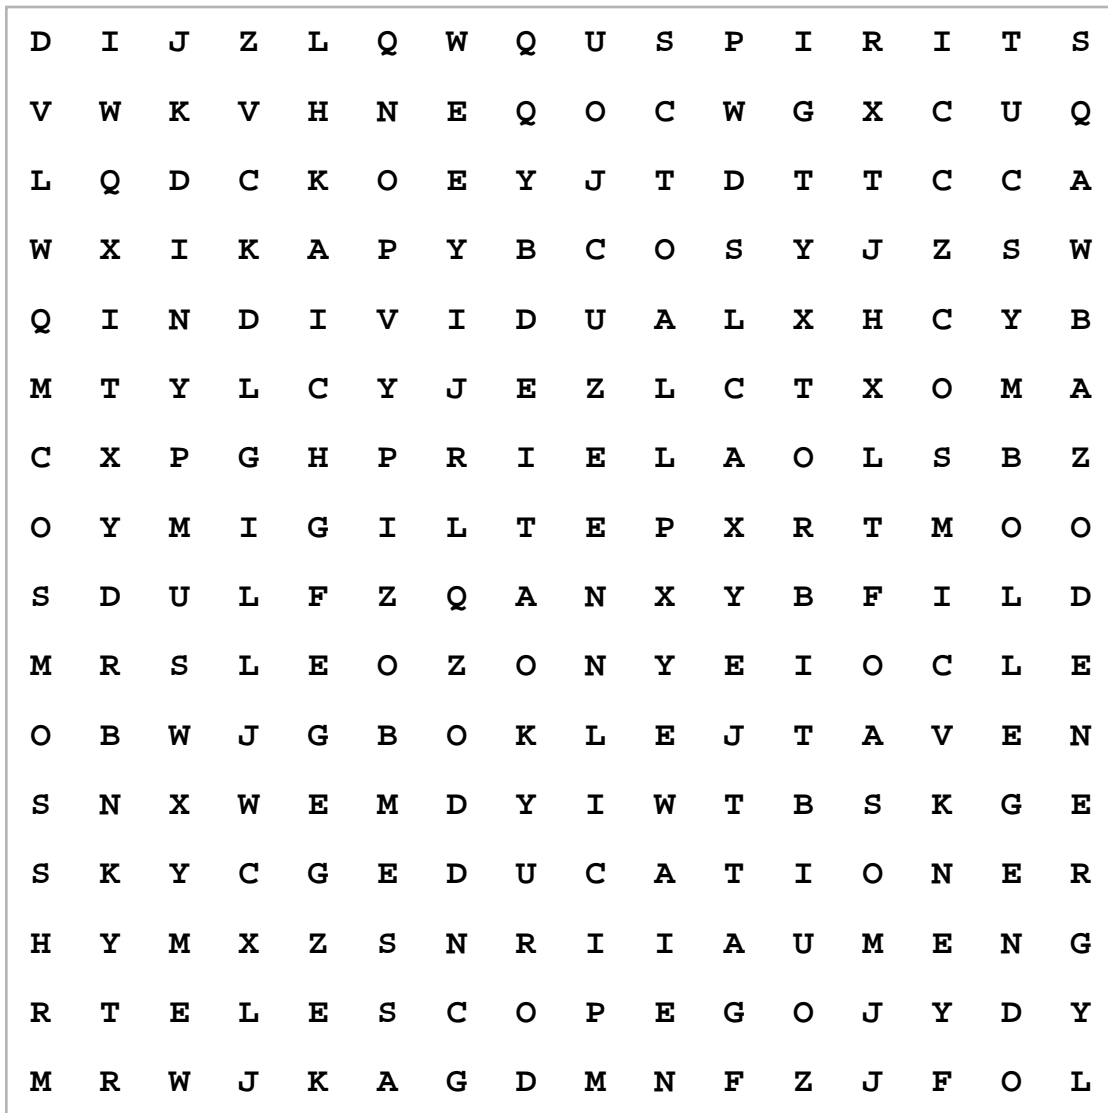 D I J Z L Q W Q U S P I R I T S
V W K V H N E Q O C W G X C U Q
L Q D C K O E Y J T D T T C C A
W X I K A P Y B C O S Y J Z S W
Q I N D I V I D U A L X H C Y B
M T Y L C Y J E Z L C T X O M A
C X P G H P R I E L A O L S B Z
O Y M I G I L T E P X R T M O O
S D U L F Z Q A N X Y B F I L D
M R S L E O Z O N Y E I O C L E
O B W J G B O K L E J T A V E N
S N X W E M D Y I W T B S K G E
S K Y C G E D U C A T I O N E R
H Y M X Z S N R I I A U M E N G
R T E L E S C O P E G O J Y D Y
M R W J K A G D M N F Z J F O L